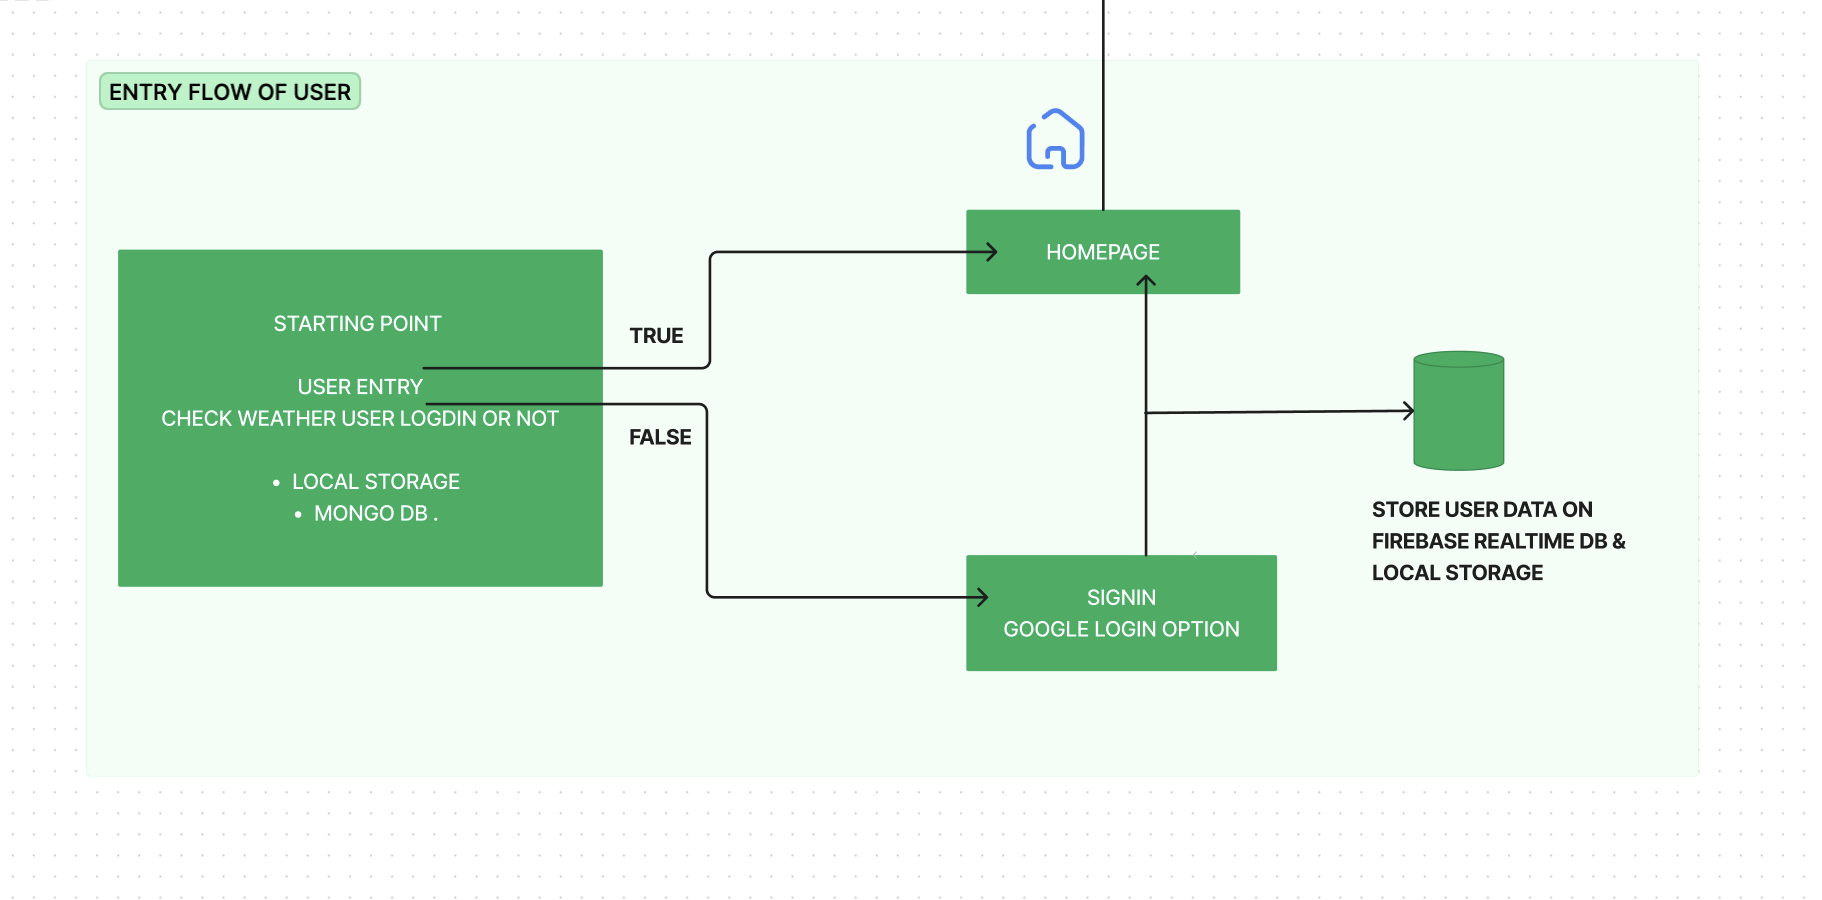 ENTRY FLOW OF USER
HOMEPAGE
STARTING POINT
TRUE
USER ENTRY
CHECK WEATHER USER LOGDIN OR NOT
FALSE
• LOCAL STORAGE
• MONGO DB .
STORE USER DATA ON
FIREBASE REALTIME DB &
LOCAL STORAGE
SIGNIN
GOOGLE LOGIN OPTION